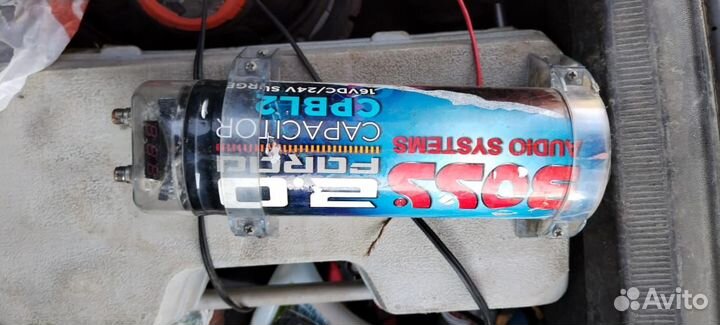 BOSS
AUDIO SYSTEMS
2.0
FARAD
CAPACITOR
CPBL2
16VDC/24V SURGE
Avito